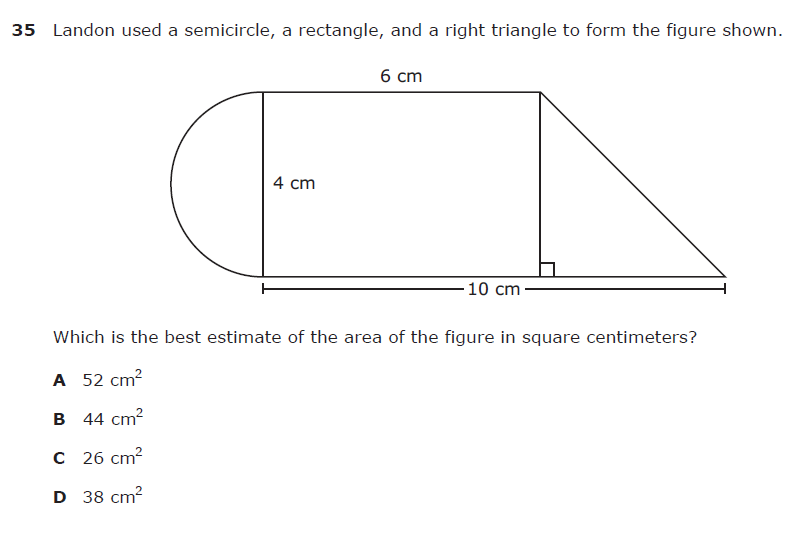 35 Landon used a semicircle, a rectangle, and a right triangle to form the figure shown.
6 cm
4 cm
10 cm
Which is the best estimate of the area of the figure in square centimeters?
A 52 cm²
B 44 cm²
C 26 cm²
D 38 cm²